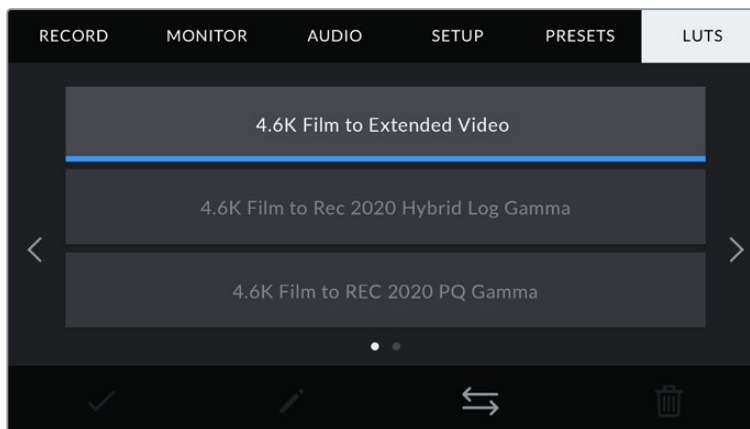 RECORD MONITOR AUDIO SETUP PRESETS LUTS
4.6K Film to Extended Video
4.6K Film to Rec 2020 Hybrid Log Gamma
4.6K Film to REC 2020 PQ Gamma